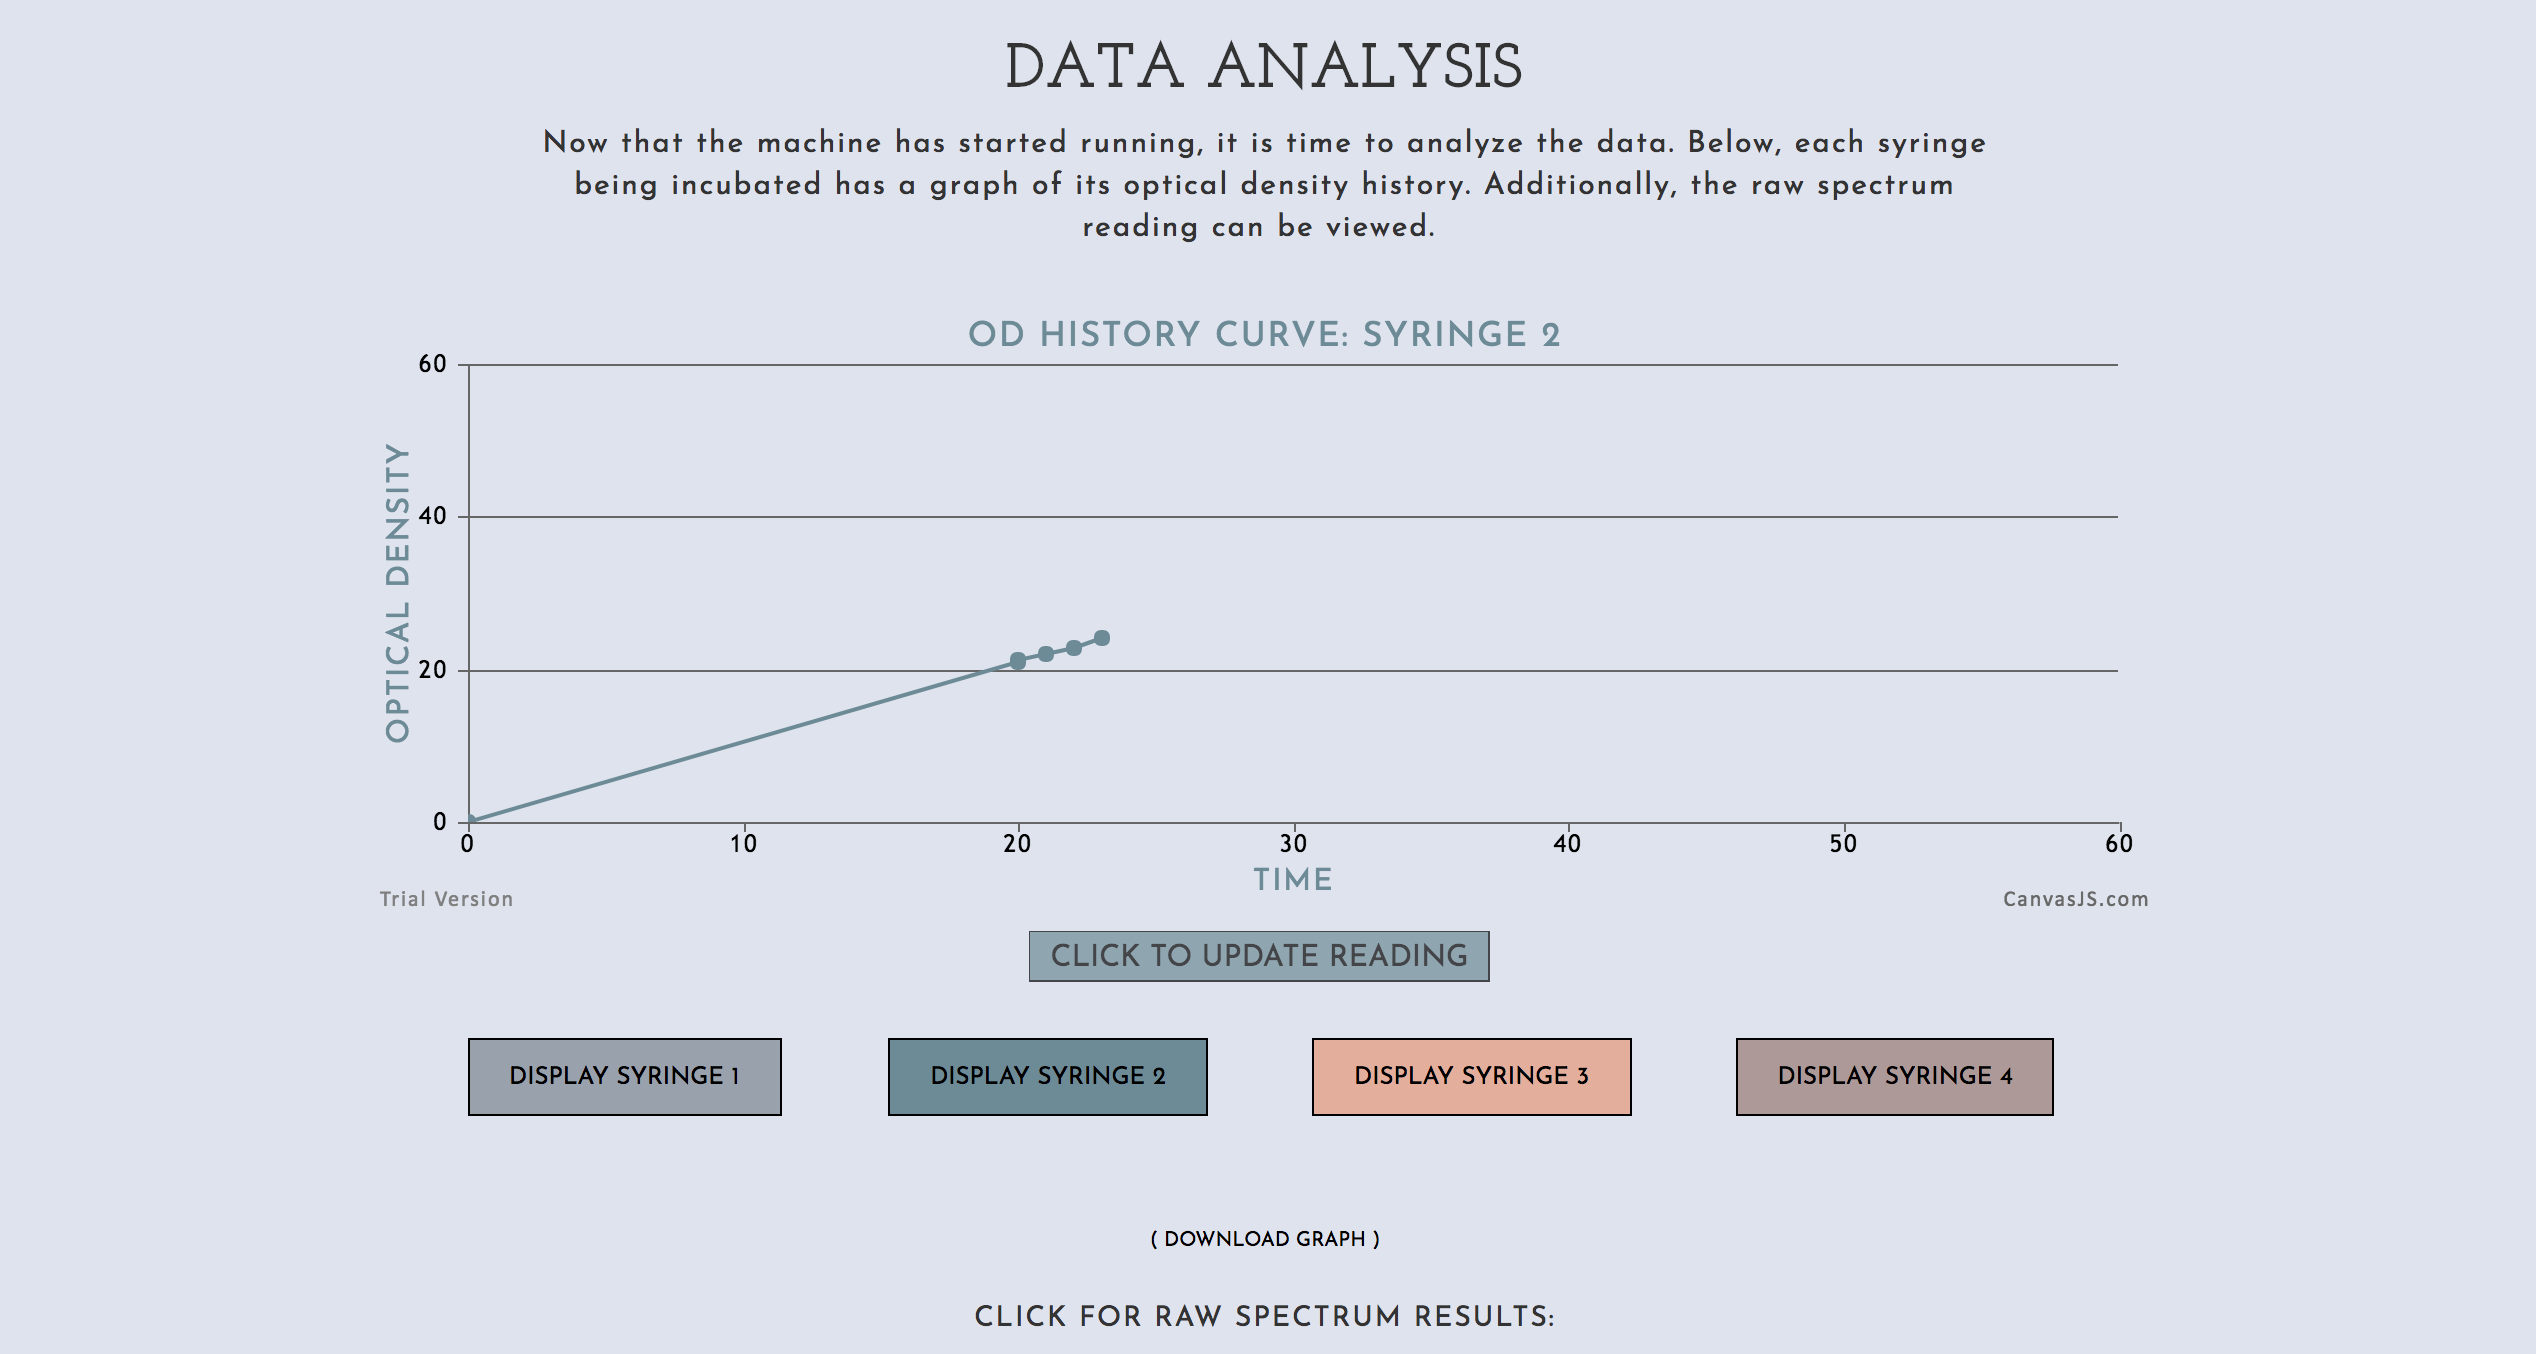 DATA ANALYSIS
Now that the machine has started running, it is time to analyze the data. Below, each syringe
being incubated has a graph of its optical density history. Additionally, the raw spectrum
reading can be viewed.
OD HISTORY CURVE: SYRINGE 2
OPTICAL DENSITY
60
40
20
0
0 10 20 30 40 50 60
TIME
Trial Version
CanvasJS.com
CLICK TO UPDATE READING
DISPLAY SYRINGE 1
DISPLAY SYRINGE 2
DISPLAY SYRINGE 3
DISPLAY SYRINGE 4
( DOWNLOAD GRAPH )
CLICK FOR RAW SPECTRUM RESULTS: